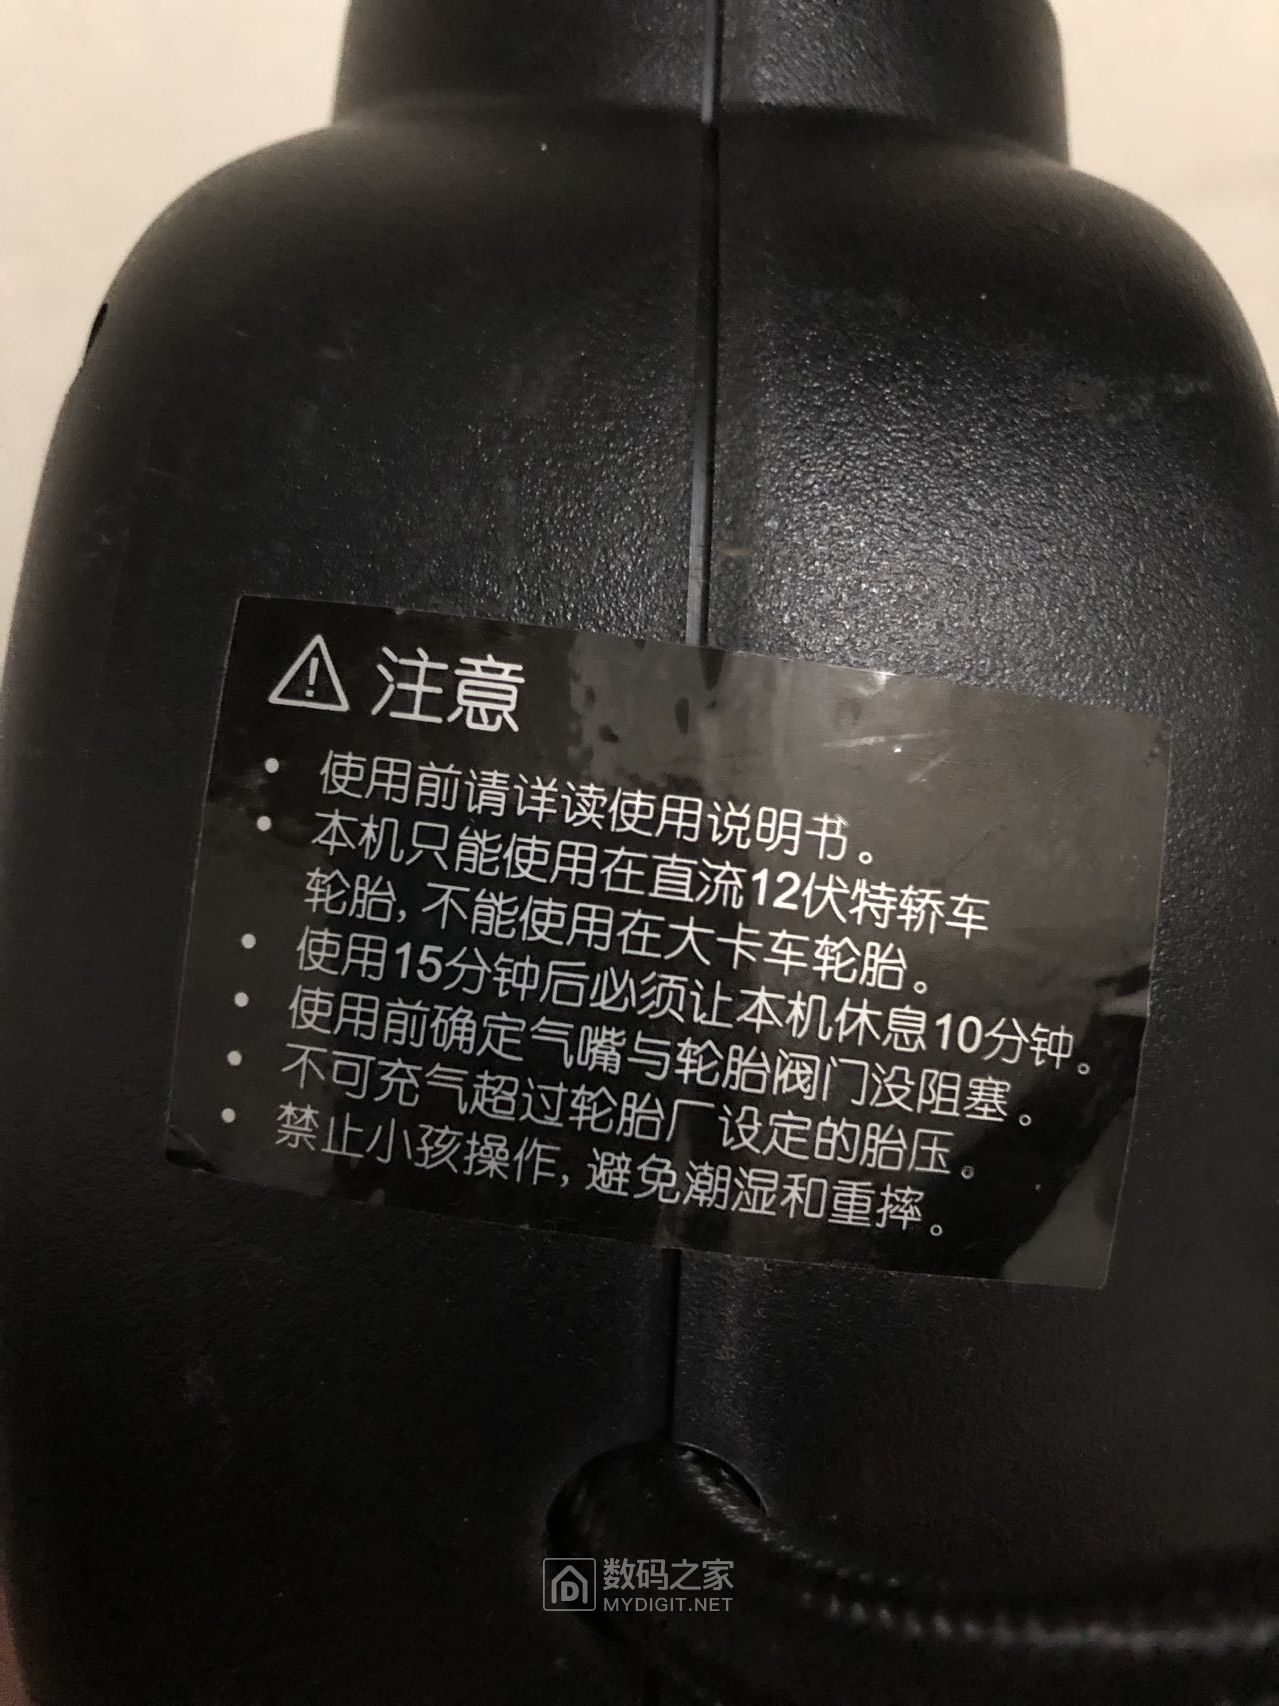 注意
• 使用前请详读使用说明书。
• 本机只能使用在直流12伏特轿车
轮胎,不能使用在大卡车轮胎。
• 使用15分钟后必须让本机休息10分钟。
• 使用前确定气嘴与轮胎阀门没阻塞。
• 不可充气超过轮胎厂设定的胎压。
• 禁止小孩操作,避免潮湿和重摔。
数码之家
MYDIGIT.NET